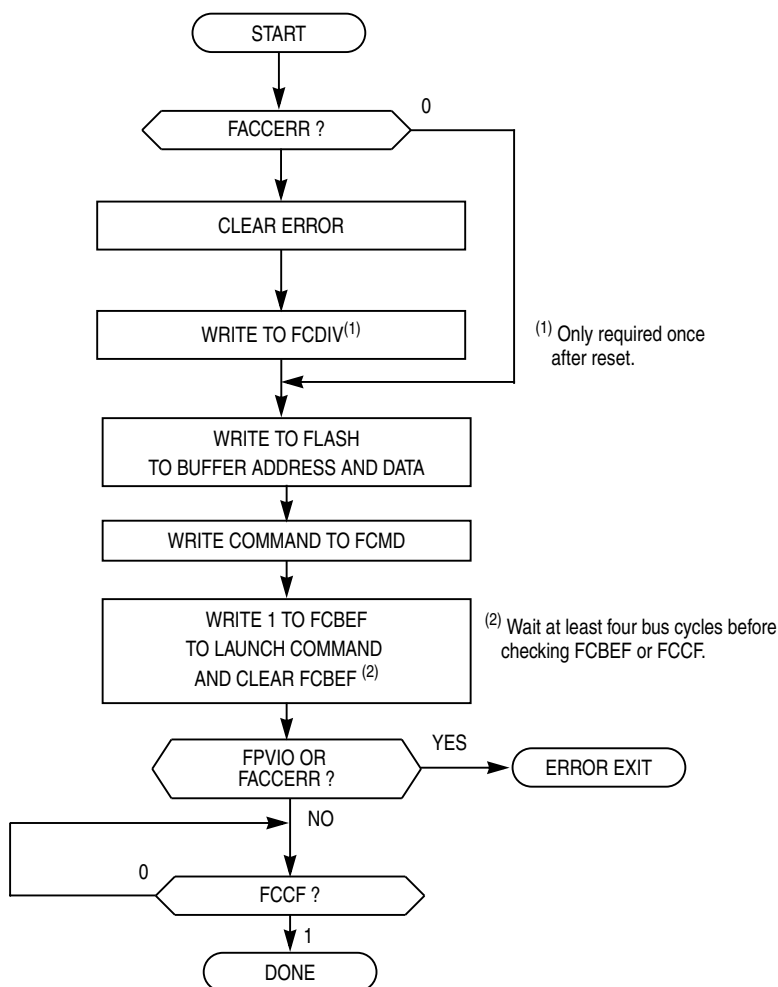 START
0
FACCERR ?
CLEAR ERROR
WRITE TO FCDIV(1)
(1) Only required once
after reset.
WRITE TO FLASH
TO BUFFER ADDRESS AND DATA
WRITE COMMAND TO FCMD
WRITE 1 TO FCBEF
TO LAUNCH COMMAND
AND CLEAR FCBEF (2)
(2) Wait at least four bus cycles before
checking FCBEF or FCCF.
FPVIO OR
FACCERR ?
YES
ERROR EXIT
NO
0
FCCF ?
1
DONE